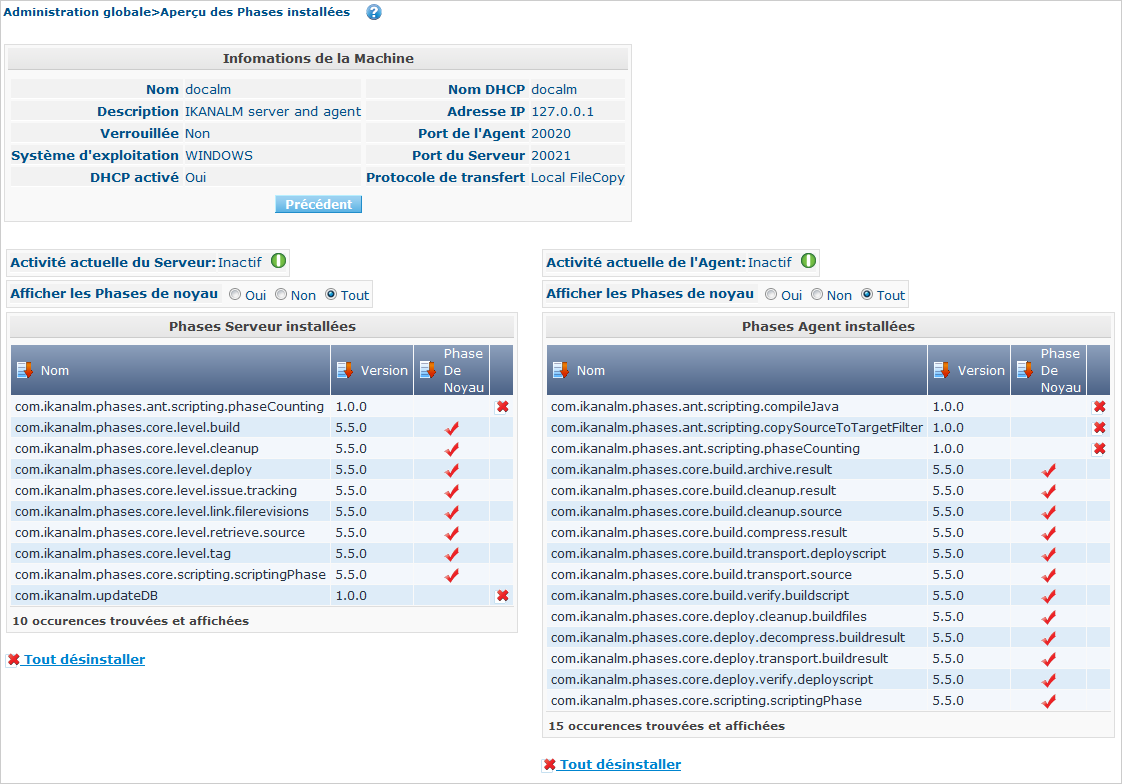 Administration globale>Aperçu des Phases installées ?
Infomations de la Machine
Nom docalm Nom DHCP docalm
Description IKANALM server and agent Adresse IP 127.0.0.1
Verrouillée Non Port de l'Agent 20020
Système d'exploitation WINDOWS Port du Serveur 20021
DHCP activé Oui Protocole de transfert Local FileCopy
Précédent
Activité actuelle du Serveur: Inactif
Afficher les Phases de noyau Oui Non Tout
Phases Serveur installées
Nom Version Phase De Noyau
com.ikanalm.phases.ant.scripting.phaseCounting 1.0.0
com.ikanalm.phases.core.level.build 5.5.0
com.ikanalm.phases.core.level.cleanup 5.5.0
com.ikanalm.phases.core.level.deploy 5.5.0
com.ikanalm.phases.core.level.issue.tracking 5.5.0
com.ikanalm.phases.core.level.link.filerevisions 5.5.0
com.ikanalm.phases.core.level.retrieve.source 5.5.0
com.ikanalm.phases.core.level.tag 5.5.0
com.ikanalm.phases.core.scripting.scriptingPhase 5.5.0
com.ikanalm.updateDB 1.0.0
10 occurences trouvées et affichées
Tout désinstaller
Activité actuelle de l'Agent: Inactif
Afficher les Phases de noyau Oui Non Tout
Phases Agent installées
Nom Version Phase De Noyau
com.ikanalm.phases.ant.scripting.compileJava 1.0.0
com.ikanalm.phases.ant.scripting.copySourceToTargetFilter 1.0.0
com.ikanalm.phases.ant.scripting.phaseCounting 1.0.0
com.ikanalm.phases.core.build.archive.result 5.5.0
com.ikanalm.phases.core.build.cleanup.result 5.5.0
com.ikanalm.phases.core.build.cleanup.source 5.5.0
com.ikanalm.phases.core.build.compress.result 5.5.0
com.ikanalm.phases.core.build.transport.deployscript 5.5.0
com.ikanalm.phases.core.build.transport.source 5.5.0
com.ikanalm.phases.core.build.verify.buildscript 5.5.0
com.ikanalm.phases.core.deploy.cleanup.buildfiles 5.5.0
com.ikanalm.phases.core.deploy.decompress.buildresult 5.5.0
com.ikanalm.phases.core.deploy.transport.buildresult 5.5.0
com.ikanalm.phases.core.deploy.verify.deployscript 5.5.0
com.ikanalm.phases.core.scripting.scriptingPhase 5.5.0
15 occurences trouvées et affichées
Tout désinstaller